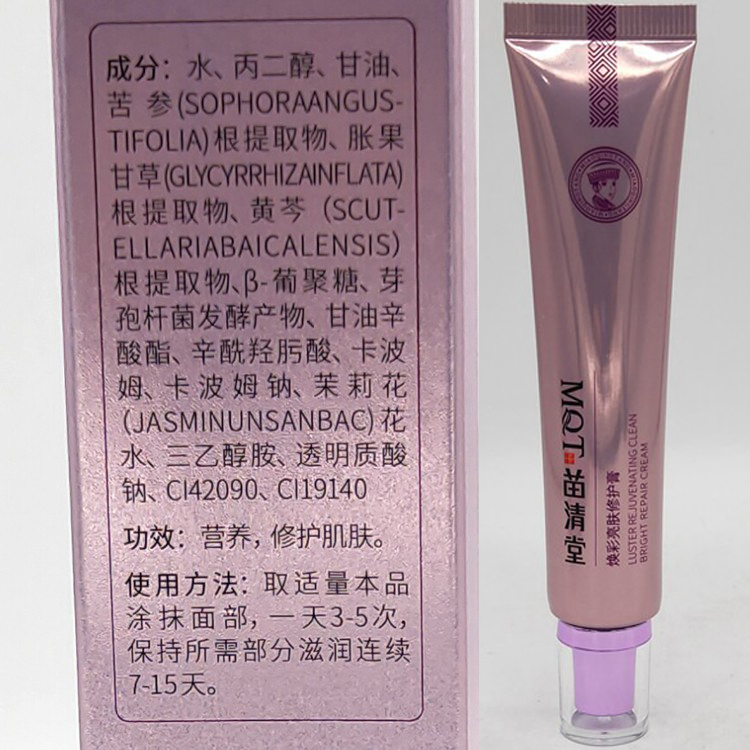 成分：水、丙二醇、甘油、
苦参(SOPHORAANGUS-
TIFOLIA)根提取物、胀果
甘草(GLYCYRRHIZAINFLATA)
根提取物、黄芩（SCUT-
ELLARIABAICALENSIS）
根提取物、β-葡聚糖、芽
孢杆菌发酵产物、甘油辛
酸酯、辛酰羟肟酸、卡波
姆、卡波姆钠、茉莉花
(JASMINUNSANBAC)花
水、三乙醇胺、透明质酸
钠、CI42090、CI19140
功效：营养，修护肌肤。
使用方法：取适量本品
涂抹面部，一天3-5次，
保持所需部分滋润连续
7-15天。
MQT苗清堂
焕彩亮肤修护膏
LUSTER REJUVENATING CLEAN
BRIGHT REPAIR CREAM